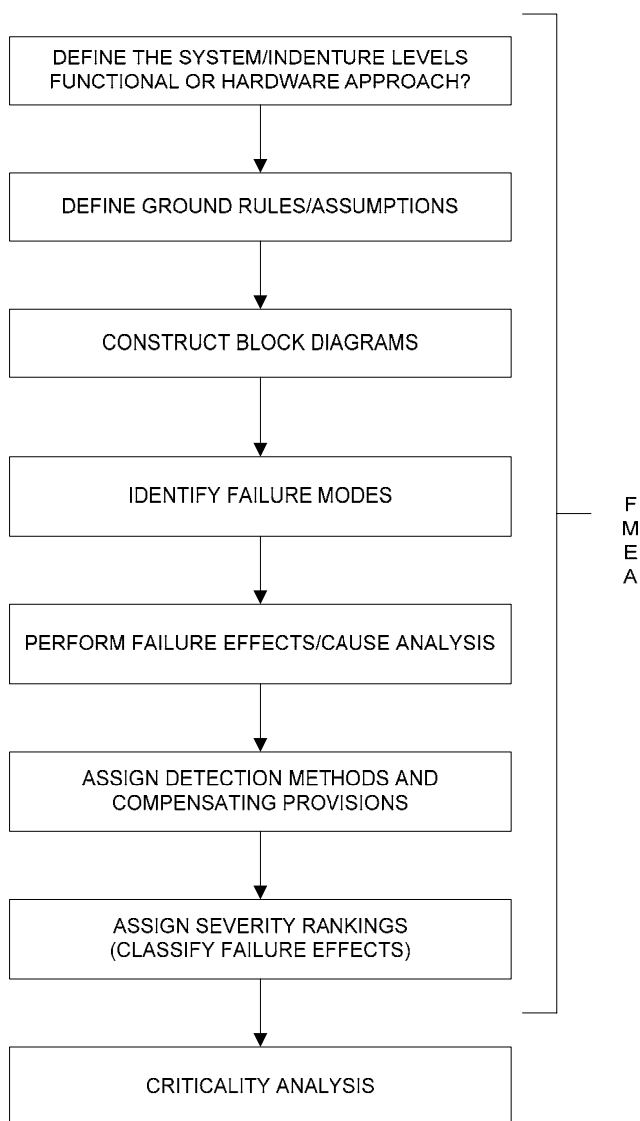 DEFINE THE SYSTEM/INDENTURE LEVELS
FUNCTIONAL OR HARDWARE APPROACH?
DEFINE GROUND RULES/ASSUMPTIONS
CONSTRUCT BLOCK DIAGRAMS
IDENTIFY FAILURE MODES
PERFORM FAILURE EFFECTS/CAUSE ANALYSIS
ASSIGN DETECTION METHODS AND
COMPENSATING PROVISIONS
ASSIGN SEVERITY RANKINGS
(CLASSIFY FAILURE EFFECTS)
CRITICALITY ANALYSIS
F
M
E
A